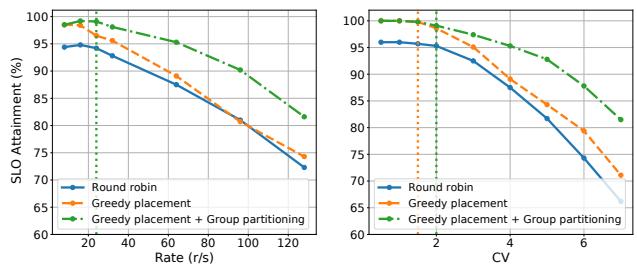 100
95
90
85
80
75
70
65
60
SLO Attainment (%)
Round robin
Greedy placement
Greedy placement + Group partitioning
20 40 60 80 100 120
Rate (r/s)
100
95
90
85
80
75
70
65
60
Round robin
Greedy placement
Greedy placement + Group partitioning
2 4 6
CV